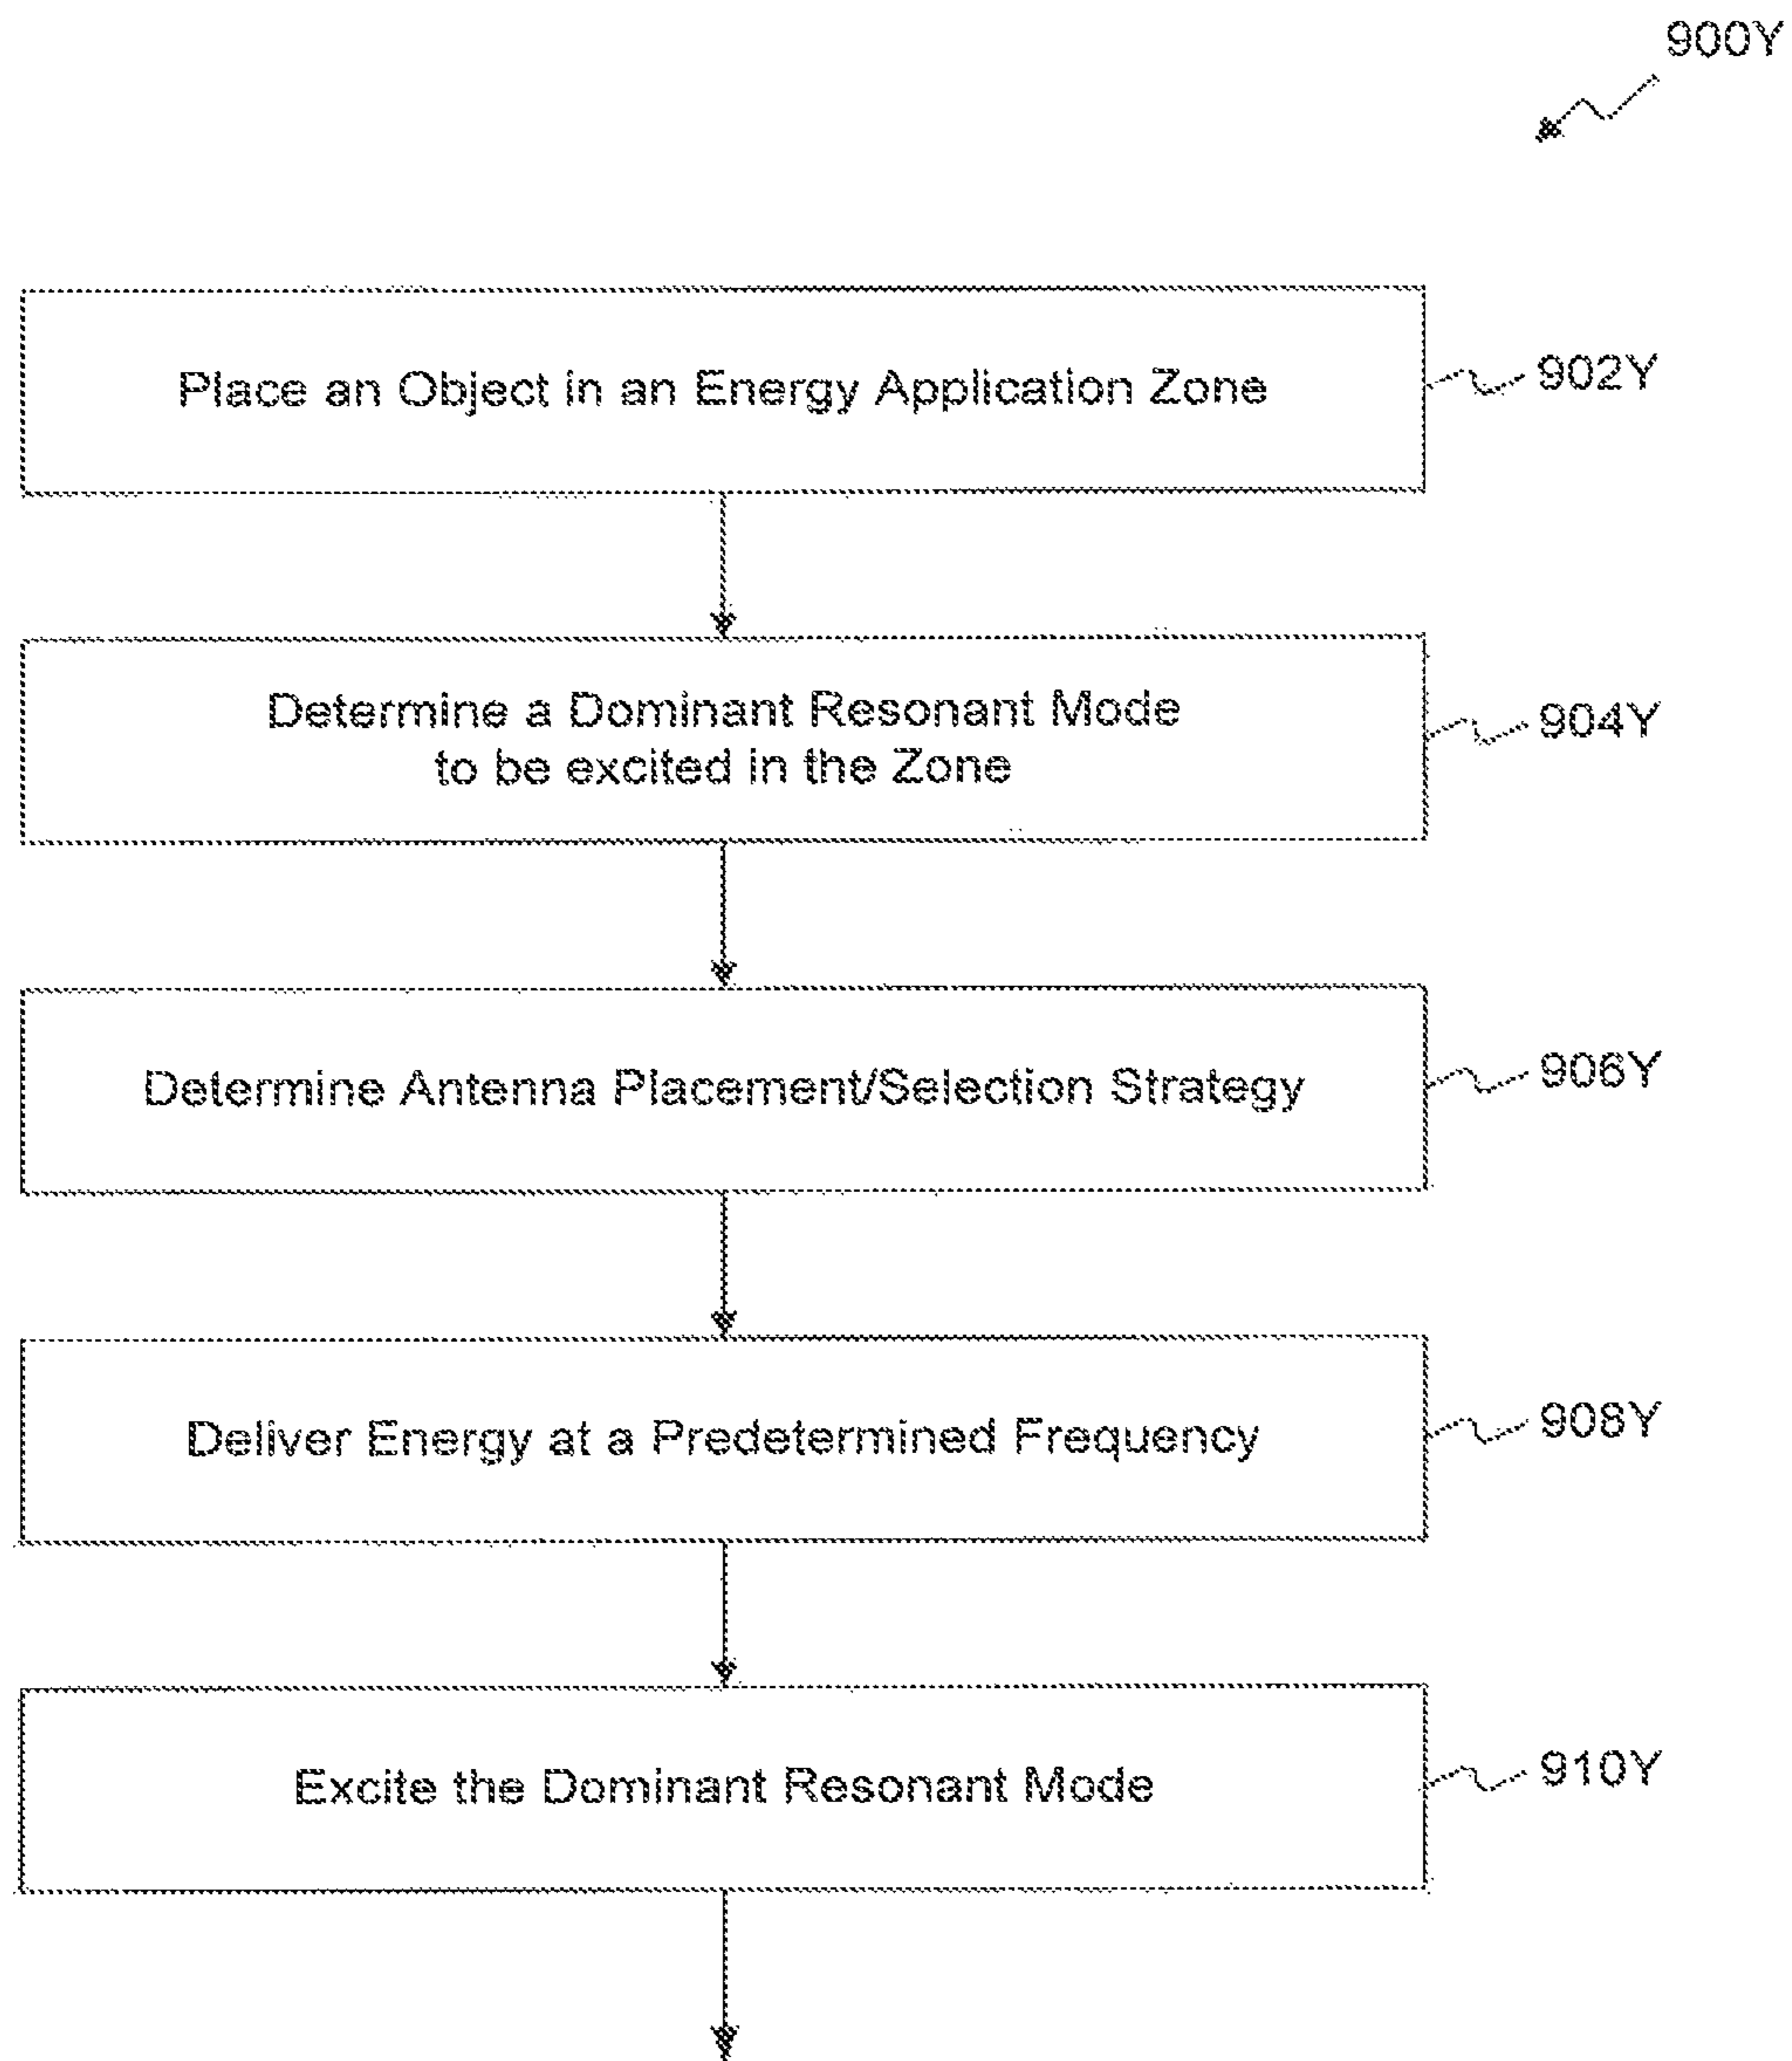 900Y
Place an Object in an Energy Application Zone
902Y
Determine a Dominant Resonant Mode
to be excited in the Zone
904Y
Determine Antenna Placement/Selection Strategy
906Y
Deliver Energy at a Predetermined Frequency
908Y
Excite the Dominant Resonant Mode
910Y